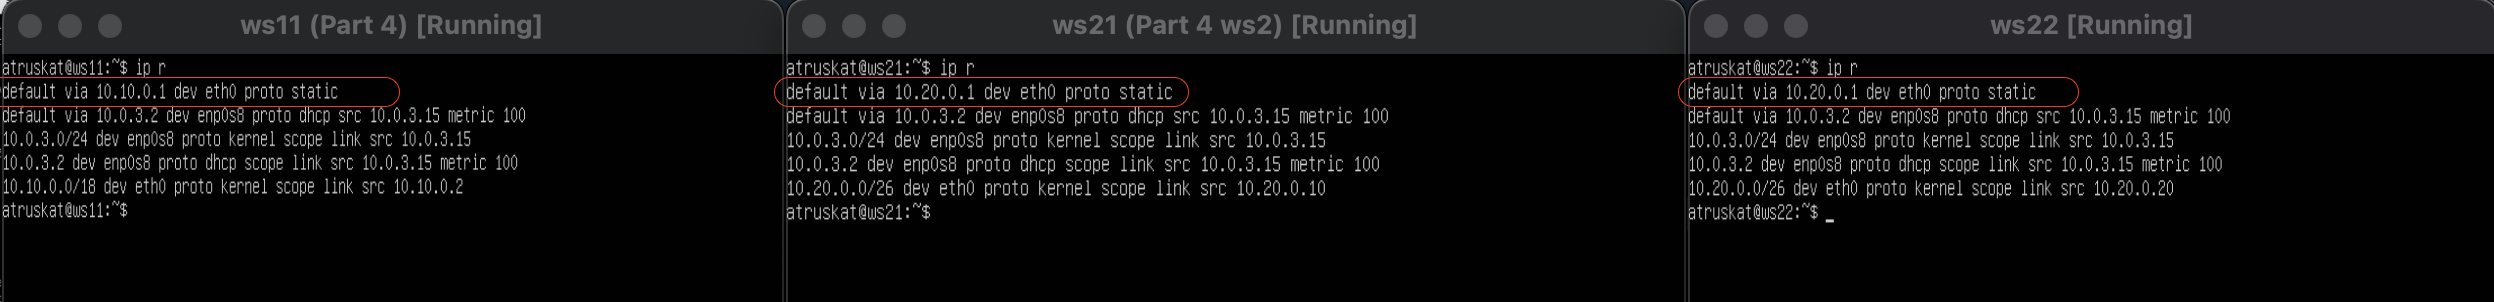 ws11 (Part 4) [Running]
atruskat@ws11:~$ ip r
default via 10.10.0.1 dev eth0 proto static
default via 10.0.3.2 dev enp0s8 proto dhcp src 10.0.3.15 metric 100
10.0.3.0/24 dev enp0s8 proto kernel scope link src 10.0.3.15
10.0.3.2 dev enp0s8 proto dhcp scope link src 10.0.3.15 metric 100
10.10.0.0/18 dev eth0 proto kernel scope link src 10.10.0.2
atruskat@ws11:~$
ws21 (Part 4 ws2) [Running]
atruskat@ws21:~$ ip r
default via 10.20.0.1 dev eth0 proto static
default via 10.0.3.2 dev enp0s8 proto dhcp src 10.0.3.15 metric 100
10.0.3.0/24 dev enp0s8 proto kernel scope link src 10.0.3.15
10.0.3.2 dev enp0s8 proto dhcp scope link src 10.0.3.15 metric 100
10.20.0.0/26 dev eth0 proto kernel scope link src 10.20.0.10
atruskat@ws21:~$
ws22 [Running]
atruskat@ws22:~$ ip r
default via 10.20.0.1 dev eth0 proto static
default via 10.0.3.2 dev enp0s8 proto dhcp src 10.0.3.15 metric 100
10.0.3.0/24 dev enp0s8 proto kernel scope link src 10.0.3.15
10.0.3.2 dev enp0s8 proto dhcp scope link src 10.0.3.15 metric 100
10.20.0.0/26 dev eth0 proto kernel scope link src 10.20.0.20
atruskat@ws22:~$ _